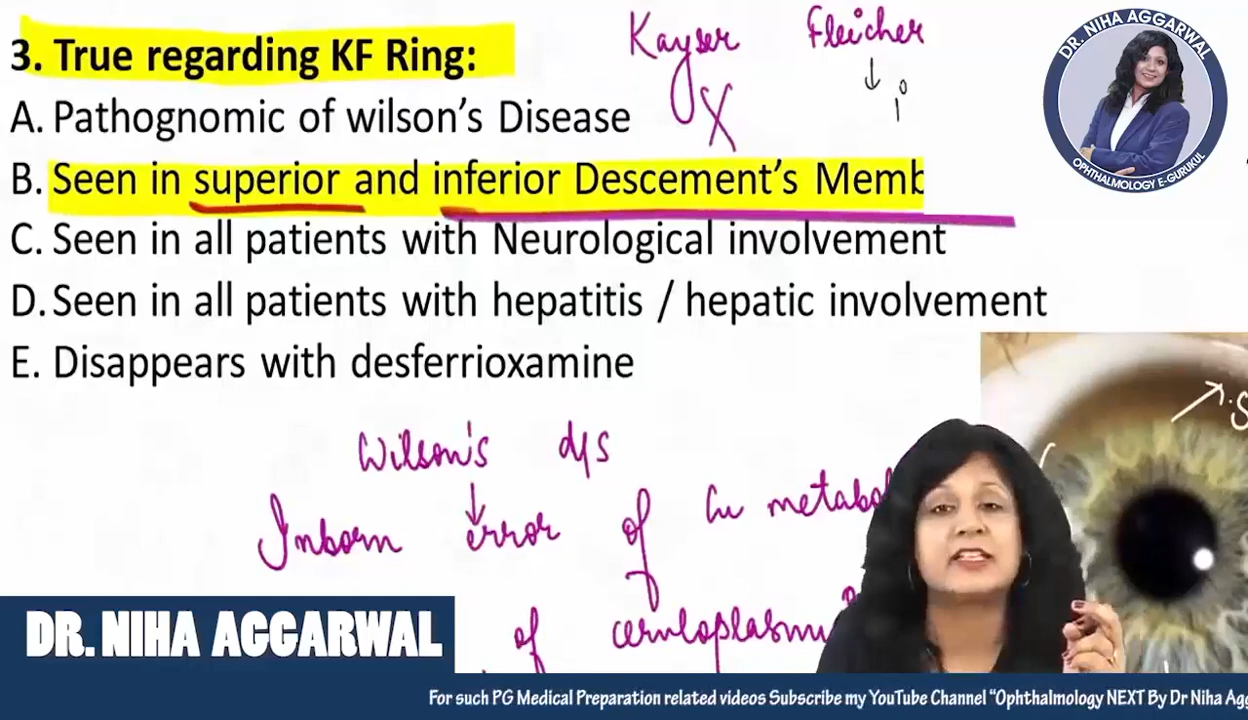 3. True regarding KF Ring:
Kayser Fleicher
A. Pathognomic of wilson's Disease
X
B. Seen in superior and inferior Descement's Memb
C. Seen in all patients with Neurological involvement
D. Seen in all patients with hepatitis / hepatic involvement
E. Disappears with desferrioxamine
Wilson's d/s
Inborn error of Cu metabol
of ceruloplasmi
DR. NIHA AGGARWAL
OPHTHALMOLOGY E-GURUKUL
DR. NIHA AGGARWAL
For such PG Medical Preparation related videos Subscribe my YouTube Channel "Ophthalmology NEXT By Dr Niha Agg